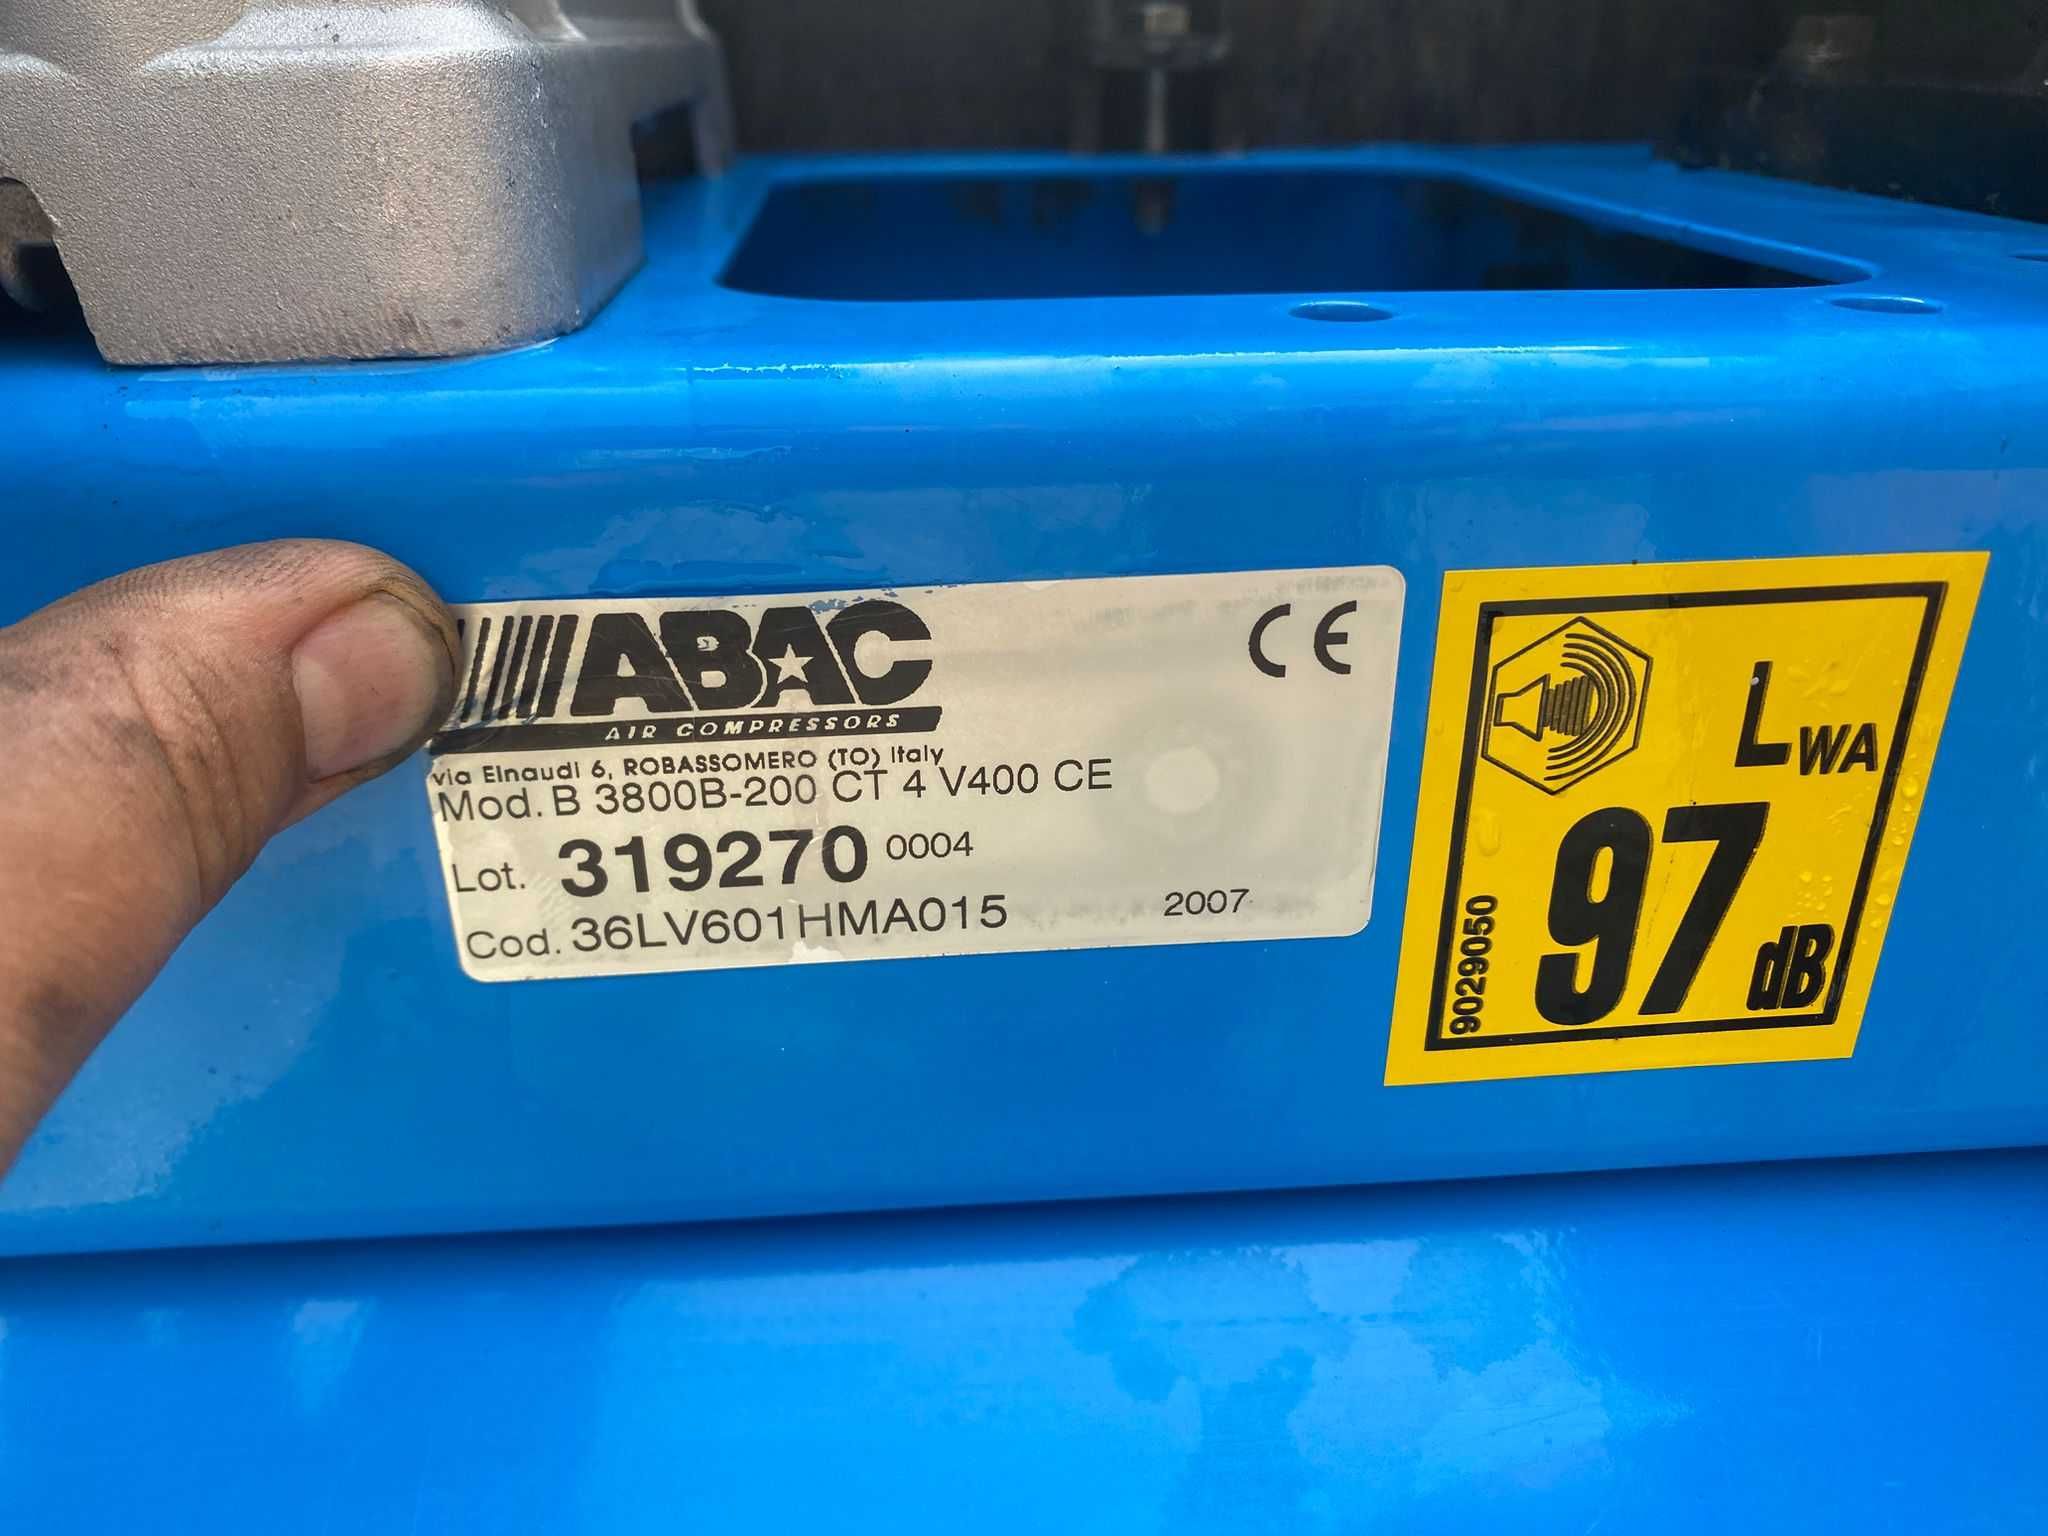 ABAC
AIR COMPRESSORS
CE
via Einaudi 6, ROBASSOMERO (TO) Italy
Mod. B 3800B-200 CT 4 V400 CE
Lot. 319270 0004
Cod. 36LV601HMA015 2007
LWA
97 dB
9029050